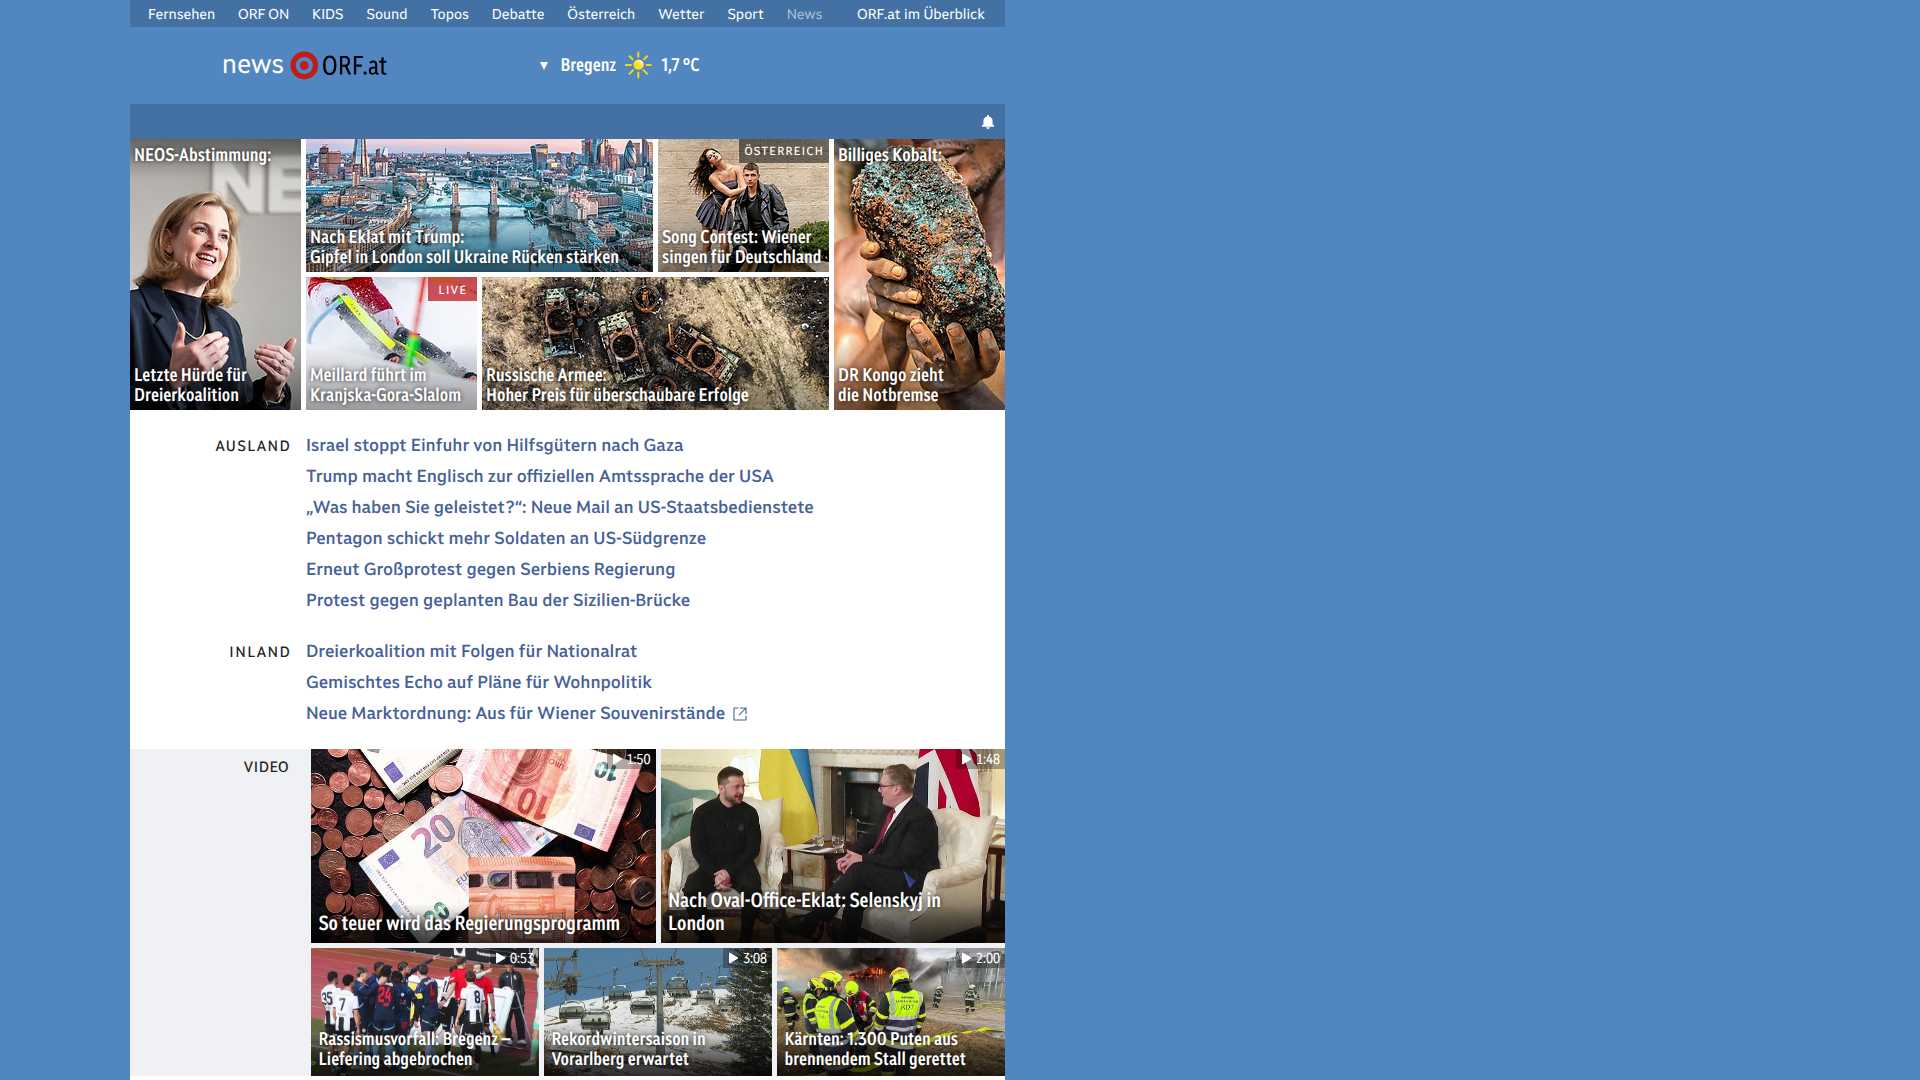 Fernsehen ORF ON KIDS Sound Topos Debatte Österreich Wetter Sport News ORF.at im Überblick
news ORF.at
Bregenz 1,7 °C
NEOS-Abstimmung:
Letzte Hürde für
Dreierkoalition
Nach Eklat mit Trump:
Gipfel in London soll Ukraine Rücken stärken
ÖSTERREICH
Song Contest: Wiener
singen für Deutschland
Billiges Kobalt:
DR Kongo zieht
die Notbremse
LIVE
Meillard führt im
Kranjska-Gora-Slalom
Russische Armee:
Hoher Preis für überschaubare Erfolge
AUSLAND
Israel stoppt Einfuhr von Hilfsgütern nach Gaza
Trump macht Englisch zur offiziellen Amtssprache der USA
„Was haben Sie geleistet?“: Neue Mail an US-Staatsbedienstete
Pentagon schickt mehr Soldaten an US-Südgrenze
Erneut Großprotest gegen Serbiens Regierung
Protest gegen geplanten Bau der Sizilien-Brücke
INLAND
Dreierkoalition mit Folgen für Nationalrat
Gemischtes Echo auf Pläne für Wohnpolitik
Neue Marktordnung: Aus für Wiener Souvenirstände
VIDEO
1:50
So teuer wird das Regierungsprogramm
1:48
Nach Oval-Office-Eklat: Selenskyj in
London
0:53
Rassismusvorfall: Bregenz –
Liefering abgebrochen
3:08
Rekordwintersaison in
Vorarlberg erwartet
2:00
Kärnten: 1.300 Puten aus
brennendem Stall gerettet